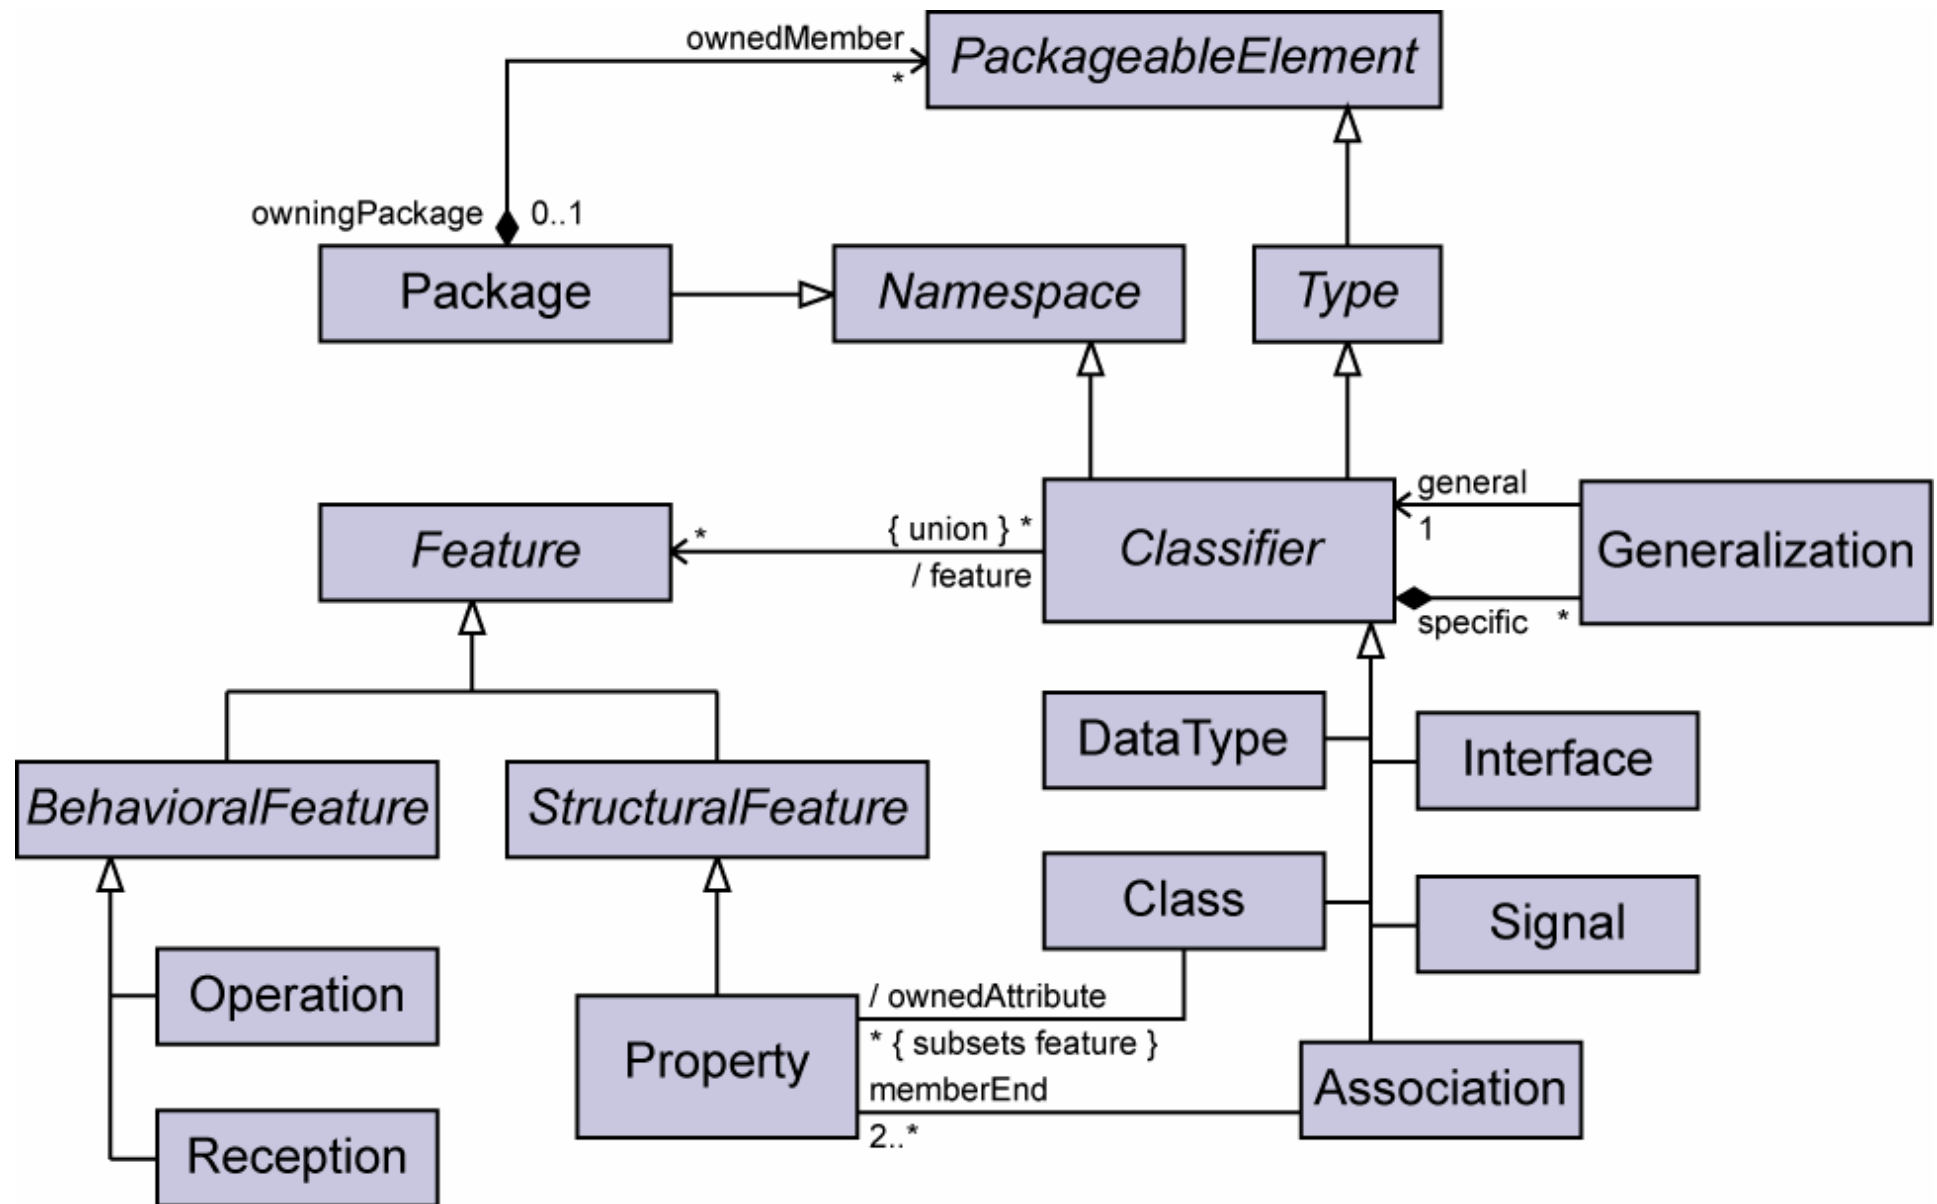 ownedMember
*
PackageableElement
owningPackage
0..1
Package
Namespace
Type
Feature
*
{ union } *
/ feature
Classifier
general
1
Generalization
specific
*
DataType
Interface
BehavioralFeature
StructuralFeature
Class
Signal
Operation
Property
/ ownedAttribute
* { subsets feature }
memberEnd
2..*
Association
Reception